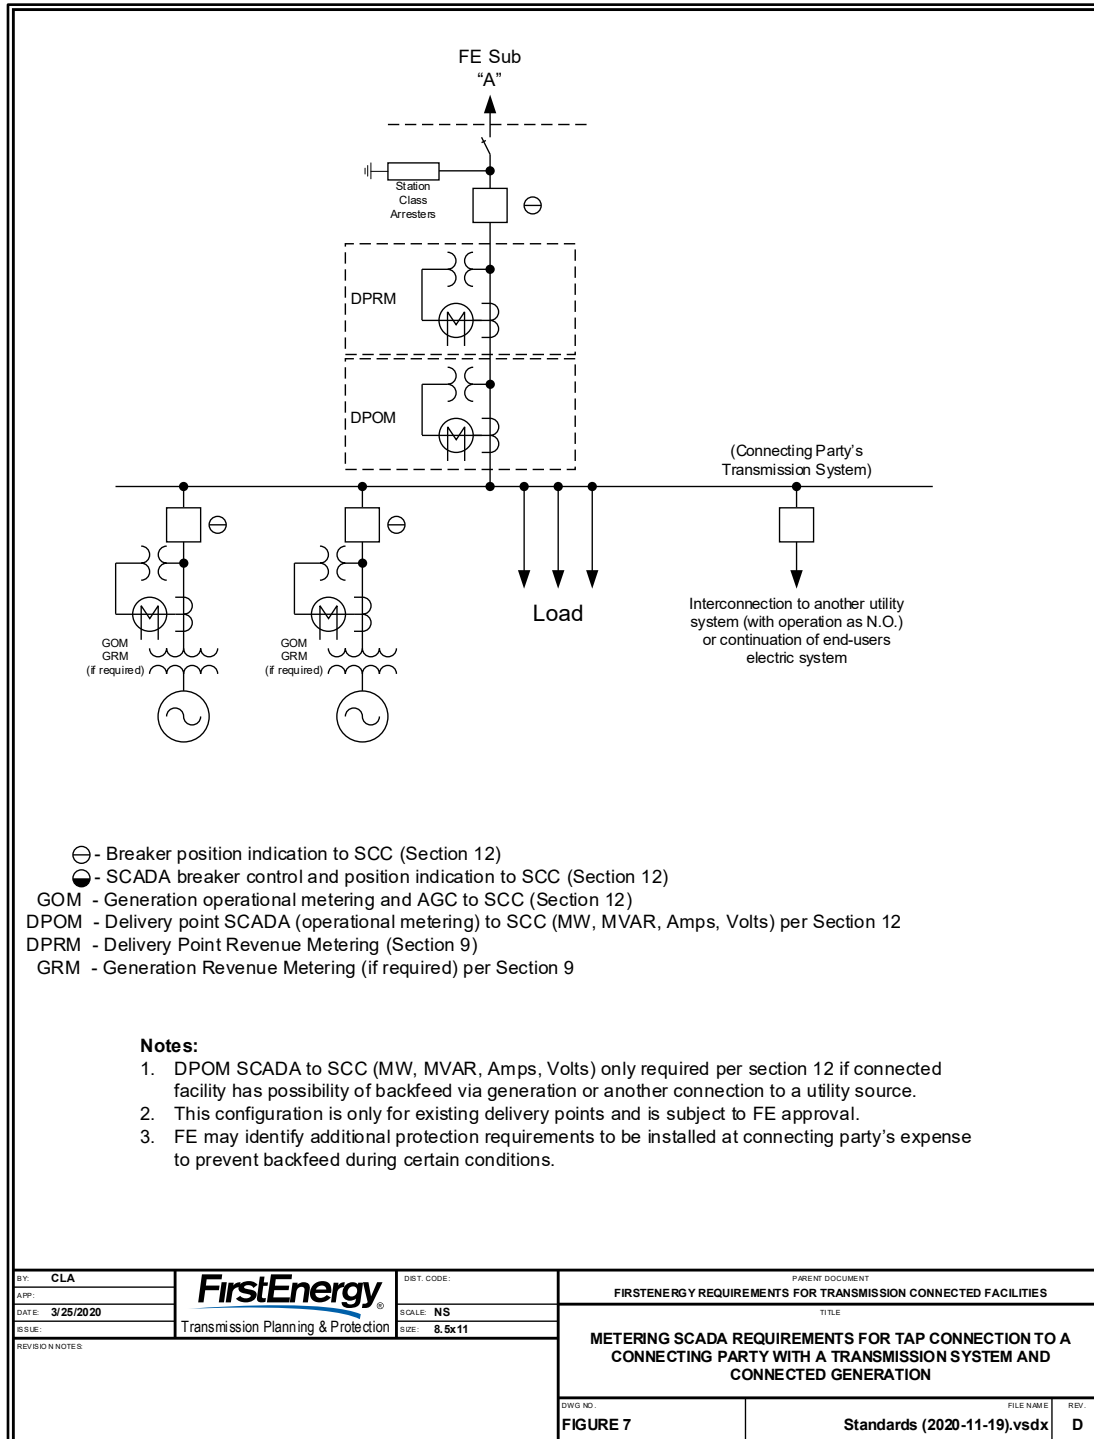 FE Sub
“A”
Station
Class
Arresters
DPRM
DPOM
(Connecting Party’s
Transmission System)
GOM
GRM
(if required)
GOM
GRM
(if required)
Load
Interconnection to another utility
system (with operation as N.O.)
or continuation of end-users
electric system
- Breaker position indication to SCC (Section 12)
- SCADA breaker control and position indication to SCC (Section 12)
GOM - Generation operational metering and AGC to SCC (Section 12)
DPOM - Delivery point SCADA (operational metering) to SCC (MW, MVAR, Amps, Volts) per Section 12
DPRM - Delivery Point Revenue Metering (Section 9)
GRM - Generation Revenue Metering (if required) per Section 9
Notes:
1. DPOM SCADA to SCC (MW, MVAR, Amps, Volts) only required per section 12 if connected
facility has possibility of backfeed via generation or another connection to a utility source.
2. This configuration is only for existing delivery points and is subject to FE approval.
3. FE may identify additional protection requirements to be installed at connecting party’s expense
to prevent backfeed during certain conditions.
BY: CLA
APP:
DATE: 3/25/2020
ISSUE:
REVISION NOTES:
FirstEnergy®
Transmission Planning & Protection
DIST. CODE:
SCALE: NS
SIZE: 8.5x11
PARENT DOCUMENT
FIRSTENERGY REQUIREMENTS FOR TRANSMISSION CONNECTED FACILITIES
TITLE
METERING SCADA REQUIREMENTS FOR TAP CONNECTION TO A
CONNECTING PARTY WITH A TRANSMISSION SYSTEM AND
CONNECTED GENERATION
DWG NO.
FIGURE 7
FILE NAME
Standards (2020-11-19).vsdx
REV.
D